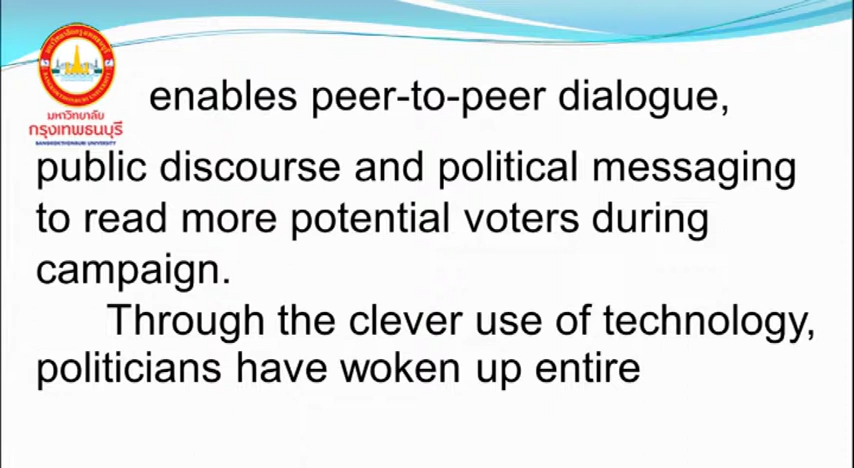 enables peer-to-peer dialogue,
มหาวิทยาลัย
กรุงเทพธนบุรี
BANGKOKTHONBURI UNIVERSITY
public discourse and political messaging
to read more potential voters during
campaign.
Through the clever use of technology,
politicians have woken up entire